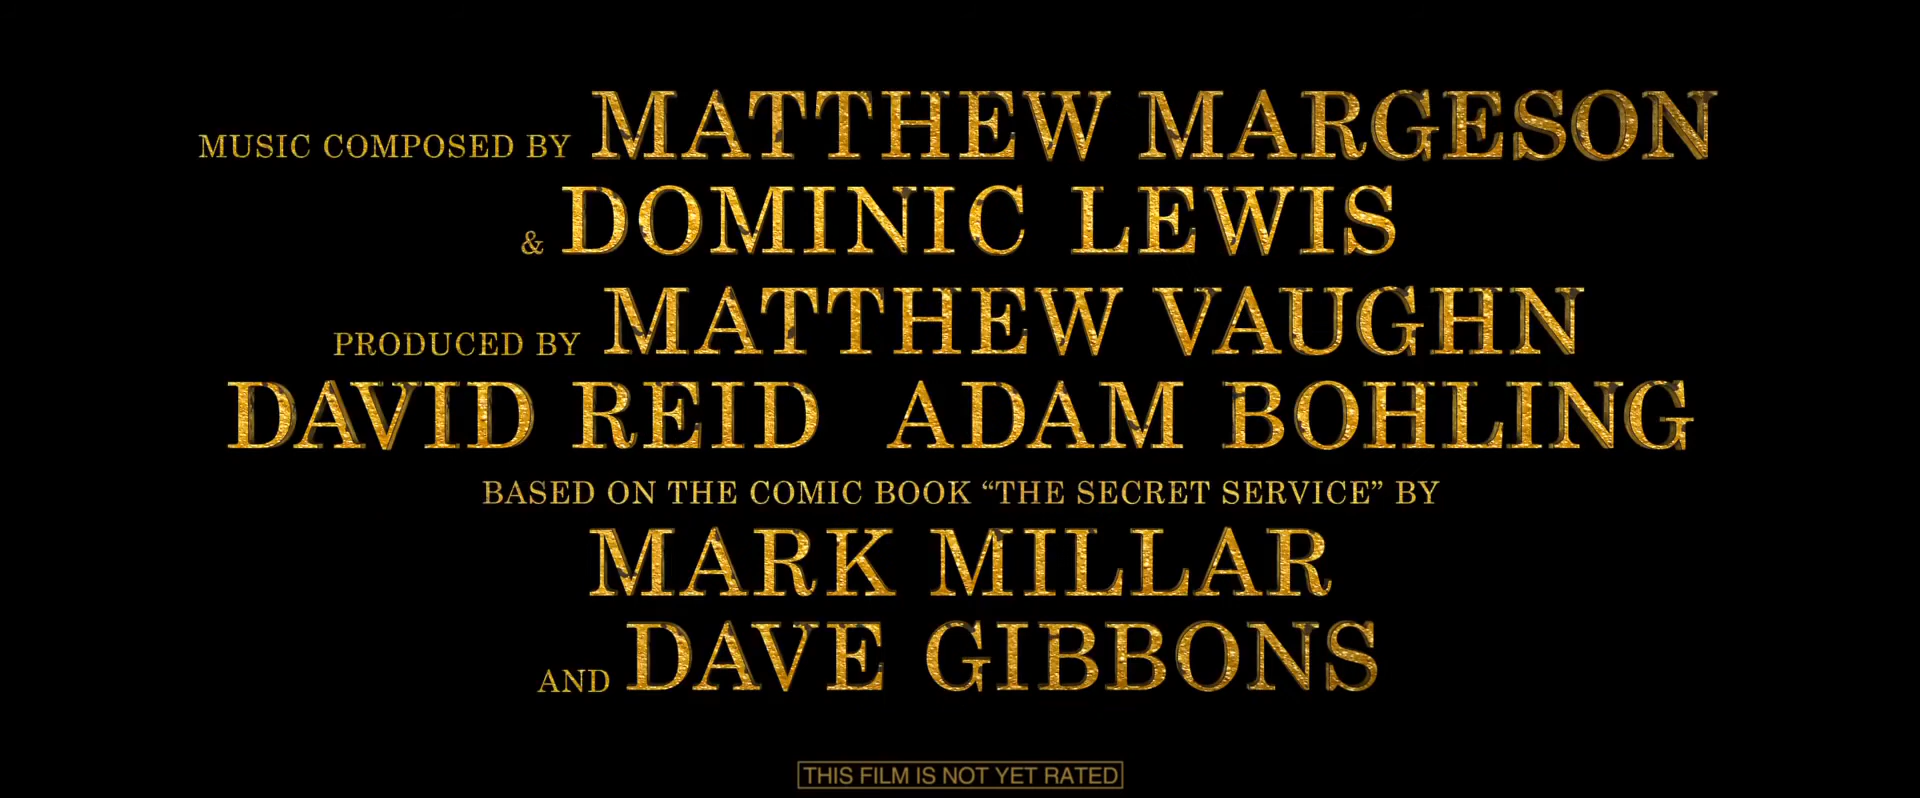 MUSIC COMPOSED BY MATTHEW MARGESON
& DOMINIC LEWIS
PRODUCED BY MATTHEW VAUGHN
DAVID REID ADAM BOHLING
BASED ON THE COMIC BOOK “THE SECRET SERVICE” BY
MARK MILLAR
AND DAVE GIBBONS
THIS FILM IS NOT YET RATED